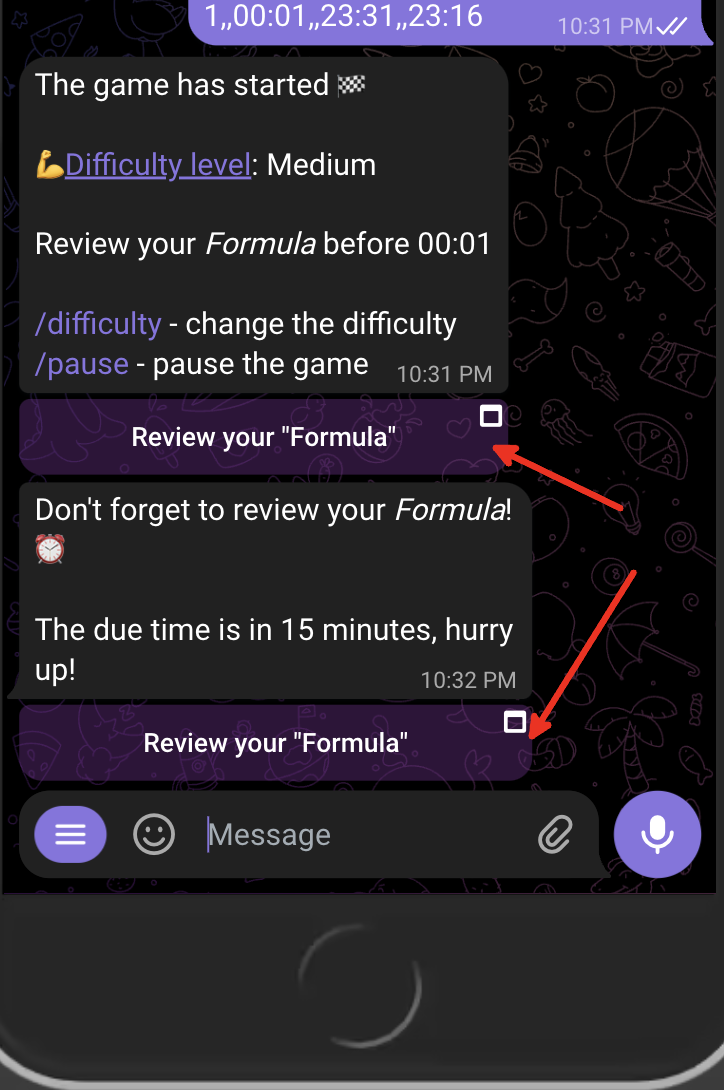 1,,00:01,,23:31,,23:16
10:31 PM
The game has started 🏁
💪Difficulty level: Medium
Review your Formula before 00:01
/difficulty - change the difficulty
/pause - pause the game
10:31 PM
Review your "Formula"
Don't forget to review your Formula!
⏰
The due time is in 15 minutes, hurry
up!
10:32 PM
Review your "Formula"
Message